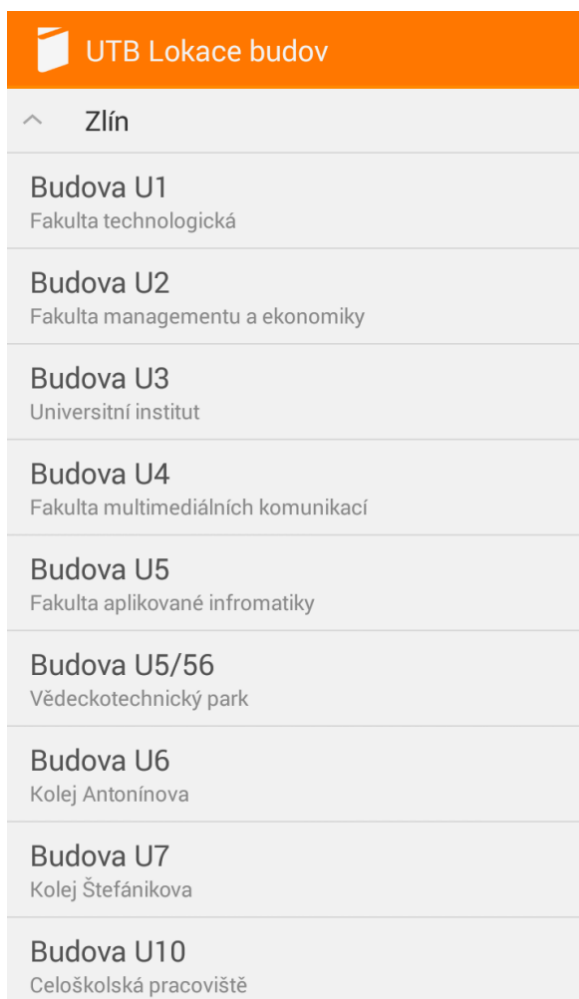 UTB Lokace budov
Zlín
Budova U1
Fakulta technologická
Budova U2
Fakulta managementu a ekonomiky
Budova U3
Universitní institut
Budova U4
Fakulta multimediálních komunikací
Budova U5
Fakulta aplikované infromatiky
Budova U5/56
Vědeckotechnický park
Budova U6
Kolej Antonínova
Budova U7
Kolej Štefánikova
Budova U10
Celoškolská pracoviště